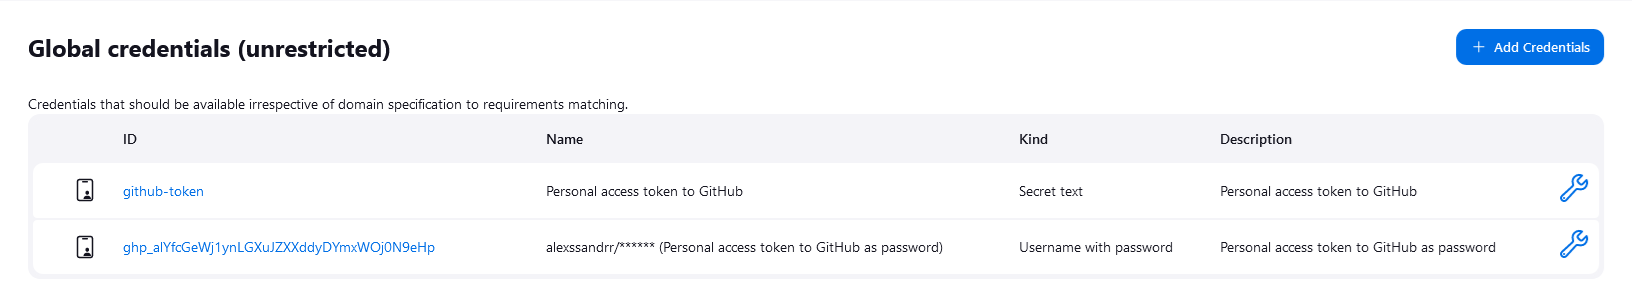 Global credentials (unrestricted)
+ Add Credentials
Credentials that should be available irrespective of domain specification to requirements matching.
ID Name Kind Description
github-token Personal access token to GitHub Secret text Personal access token to GitHub
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 alexssandrr/****** (Personal access token to GitHub as password) Username with password Personal access token to GitHub as password